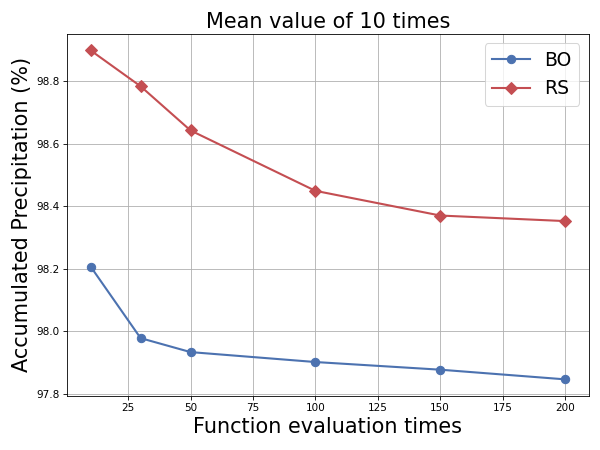 Mean value of 10 times
BO
RS
Accumulated Precipitation (%)
98.8
98.6
98.4
98.2
98.0
97.8
25 50 75 100 125 150 175 200
Function evaluation times